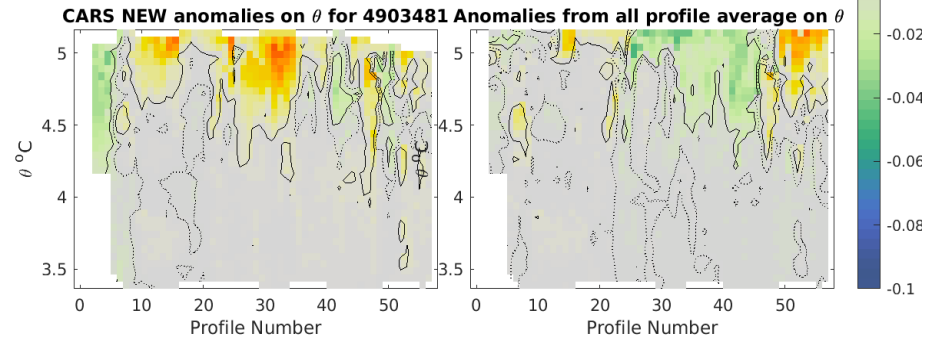 CARS NEW anomalies on θ for 4903481
Anomalies from all profile average on θ
5
4.5
4
3.5
θ °C
0 10 20 30 40 50
Profile Number
5
4.5
4
3.5
θ °C
0 10 20 30 40 50
Profile Number
-0.02
-0.04
-0.06
-0.08
-0.1